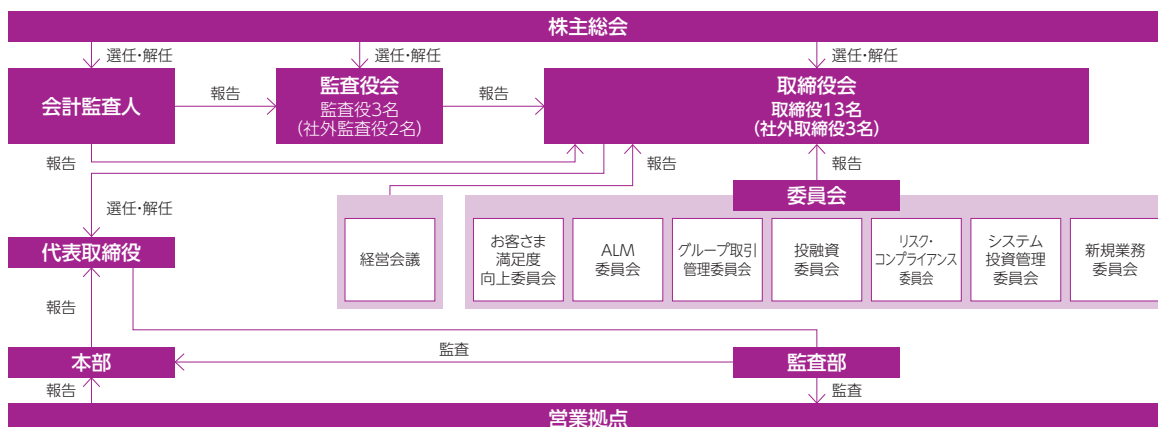 株主総会
選任・解任
選任・解任
選任・解任
会計監査人
報告
監査役会
監査役3名
(社外監査役2名)
報告
取締役会
取締役13名
(社外取締役3名)
報告
報告
報告
選任・解任
委員会
代表取締役
経営会議
お客さま
満足度
向上委員会
ALM
委員会
グループ取引
管理委員会
投融資
委員会
リスク・
コンプライアンス
委員会
システム
投資管理
委員会
新規業務
委員会
報告
本部
監査
監査部
報告
監査
営業拠点